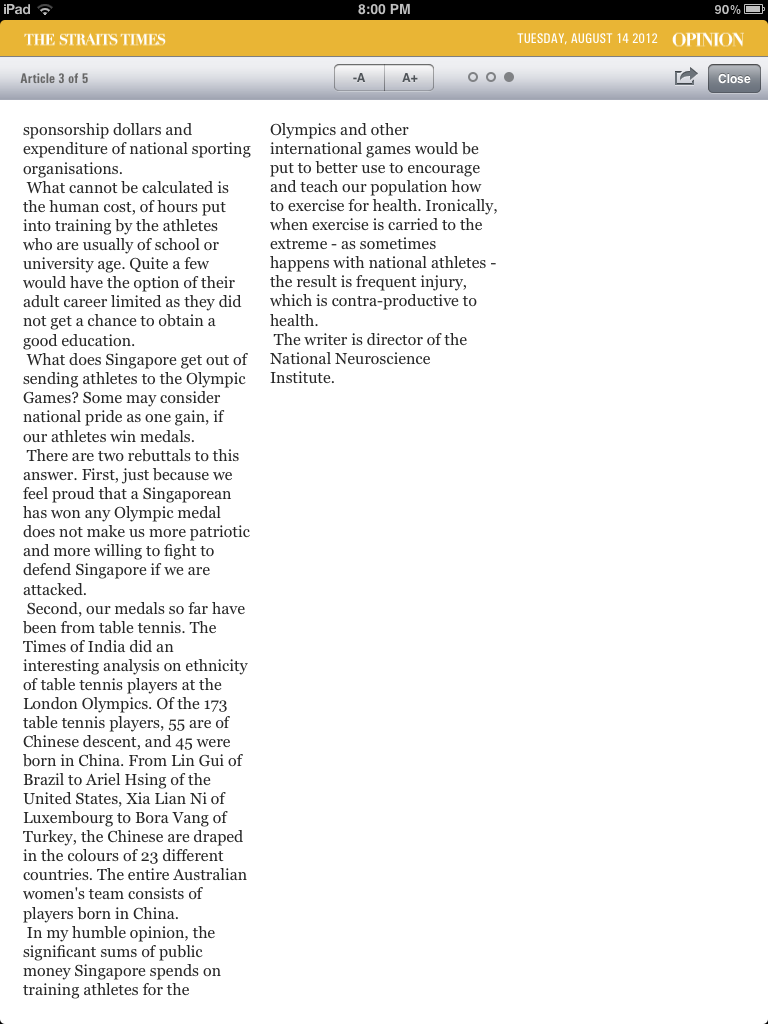 iPad
8:00 PM
90%
THE STRAITS TIMES
TUESDAY, AUGUST 14 2012
OPINION
Article 3 of 5
-A
A+
Close
sponsorship dollars and
expenditure of national sporting
organisations.
What cannot be calculated is
the human cost, of hours put
into training by the athletes
who are usually of school or
university age. Quite a few
would have the option of their
adult career limited as they did
not get a chance to obtain a
good education.
What does Singapore get out of
sending athletes to the Olympic
Games? Some may consider
national pride as one gain, if
our athletes win medals.
There are two rebuttals to this
answer. First, just because we
feel proud that a Singaporean
has won any Olympic medal
does not make us more patriotic
and more willing to fight to
defend Singapore if we are
attacked.
Second, our medals so far have
been from table tennis. The
Times of India did an
interesting analysis on ethnicity
of table tennis players at the
London Olympics. Of the 173
table tennis players, 55 are of
Chinese descent, and 45 were
born in China. From Lin Gui of
Brazil to Ariel Hsing of the
United States, Xia Lian Ni of
Luxembourg to Bora Vang of
Turkey, the Chinese are draped
in the colours of 23 different
countries. The entire Australian
women's team consists of
players born in China.
In my humble opinion, the
significant sums of public
money Singapore spends on
training athletes for the
Olympics and other
international games would be
put to better use to encourage
and teach our population how
to exercise for health. Ironically,
when exercise is carried to the
extreme - as sometimes
happens with national athletes -
the result is frequent injury,
which is contra-productive to
health.
The writer is director of the
National Neuroscience
Institute.